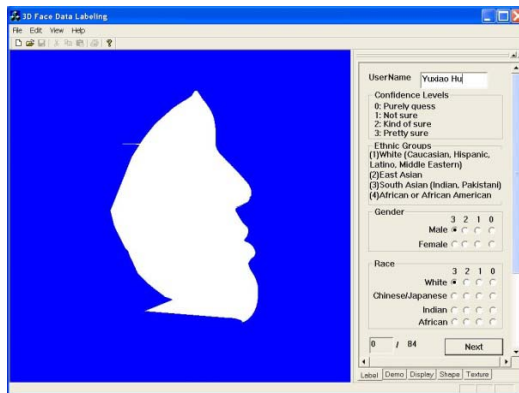 3D Face Data Labeling
File Edit View Help
UserName Yuxiao Hu
Confidence Levels
0: Purely quess
1: Not sure
2: Kind of sure
3: Pretty sure
Ethnic Groups
(1)White (Caucasian, Hispanic,
Latino, Middle Eastern)
(2)East Asian
(3)South Asian (Indian, Pakistani)
(4)African or African American
Gender
3 2 1 0
Male
Female
Race
3 2 1 0
White
Chinese/Japanese
Indian
African
0 / 84 Next
Label Demo Display Shape Texture